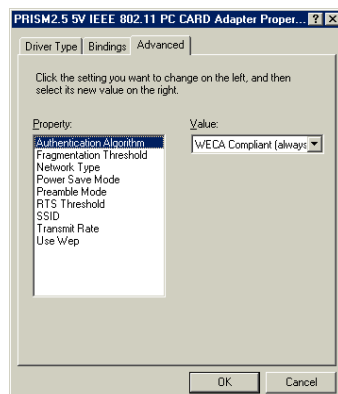 PRISM2.5 5V IEEE 802.11 PC CARD Adapter Proper...
Driver Type
Bindings
Advanced
Click the setting you want to change on the left, and then
select its new value on the right.
Property:
Authentication Algorithm
Fragmentation Threshold
Network Type
Power Save Mode
Preamble Mode
RTS Threshold
SSID
Transmit Rate
Use Wep
Value:
WECA Compliant (always
OK
Cancel